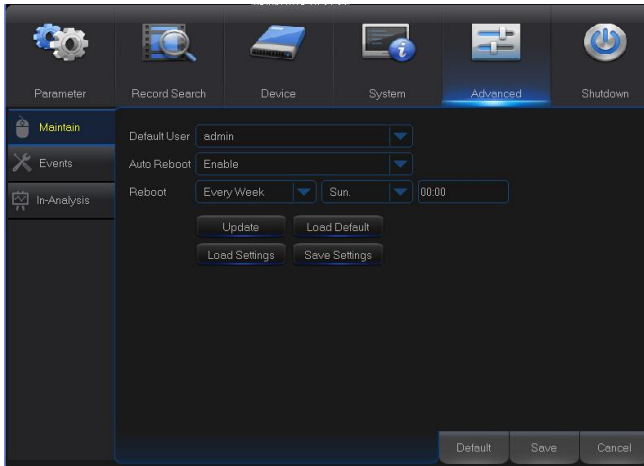 Parameter Record Search Device System Advanced Shutdown
Maintain
Events
In-Analysis
Default User admin
Auto Reboot Enable
Reboot Every Week Sun. 00:00
Update Load Default
Load Settings Save Settings
Default Save Cancel